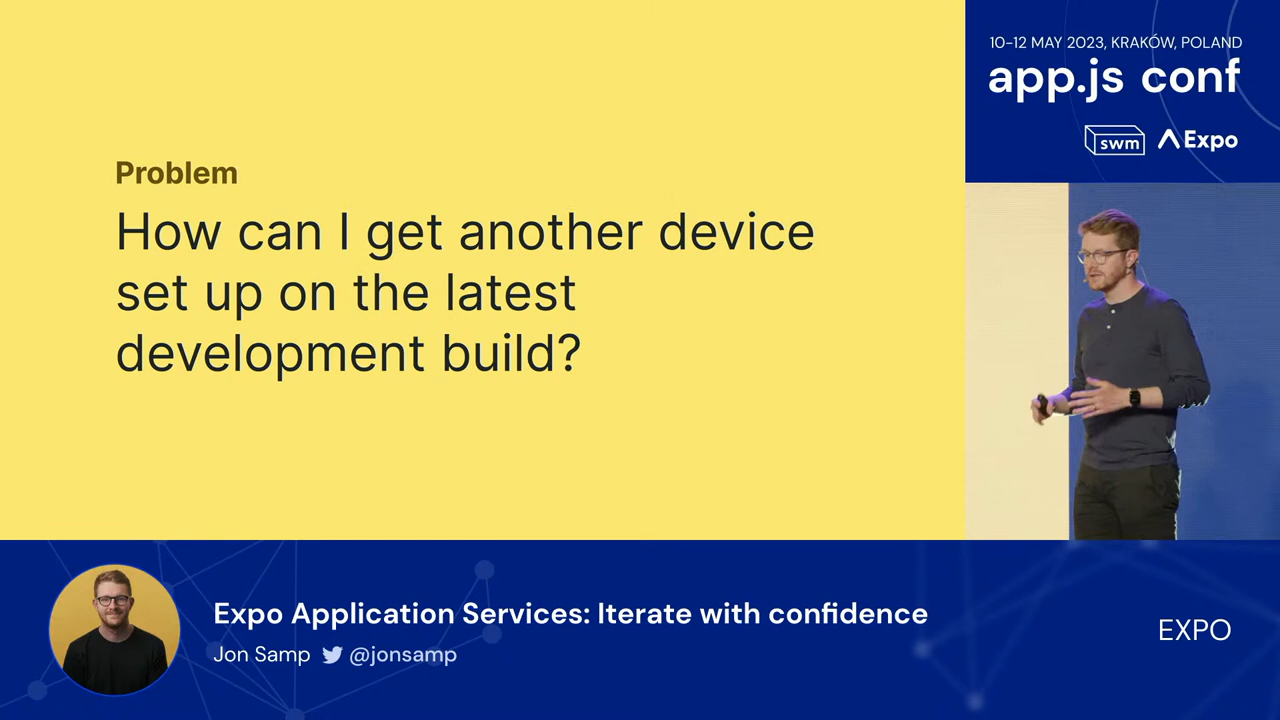 Problem
How can I get another device
set up on the latest
development build?
10-12 MAY 2023, KRAKÓW, POLAND
app.js conf
swm Expo
Expo Application Services: Iterate with confidence
Jon Samp @jonsamp
EXPO